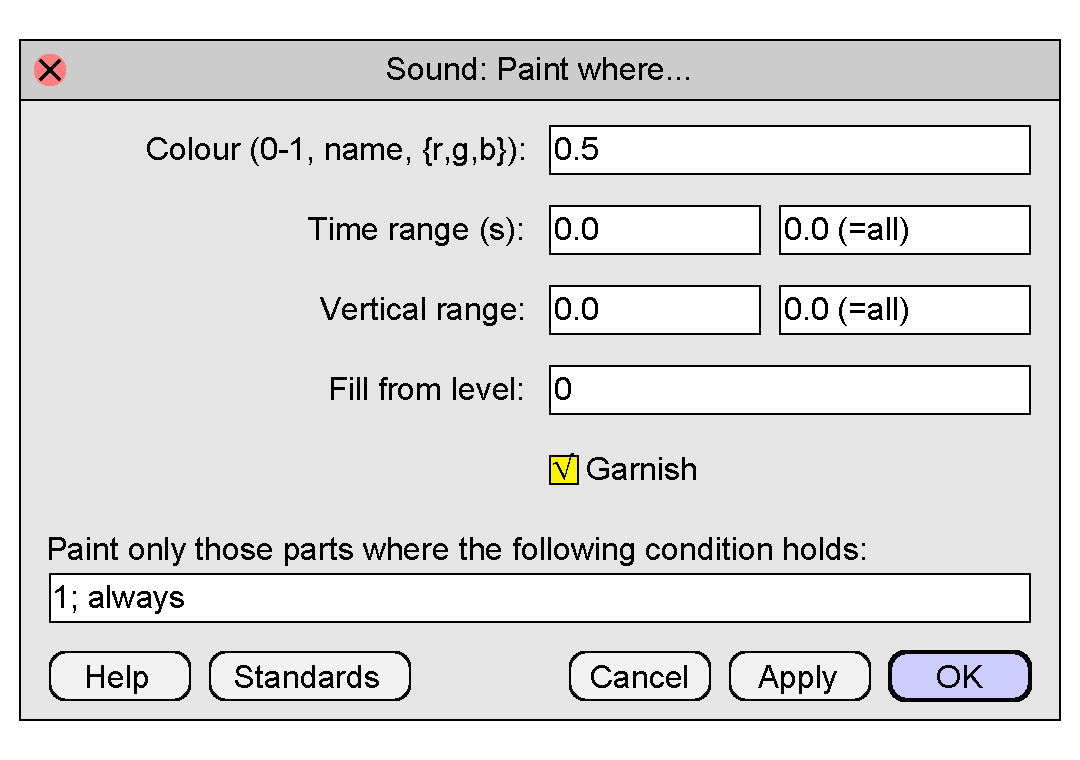 Sound: Paint where...
Colour (0-1, name, {r,g,b}): 0.5
Time range (s): 0.0 0.0 (=all)
Vertical range: 0.0 0.0 (=all)
Fill from level: 0
√ Garnish
Paint only those parts where the following condition holds:
1; always
Help Standards Cancel Apply OK